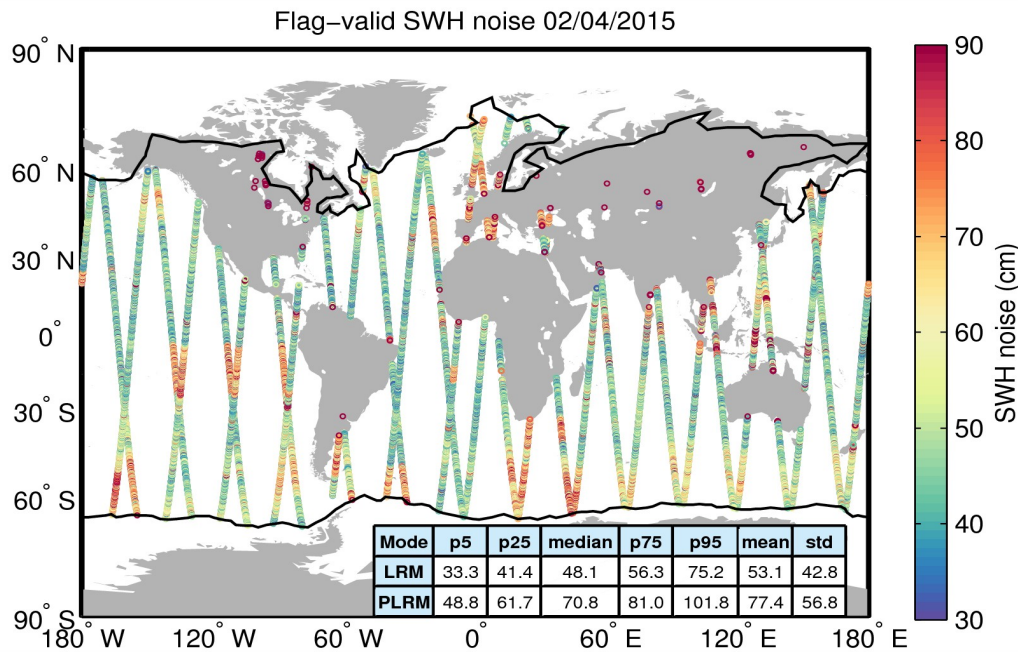 Flag−valid SWH noise 02/04/2015
90° N
60° N
30° N
0°
30° S
60° S
90° S
180° W
120° W
60° W
0°
60° E
120° E
180° E
90
80
70
60
50
40
30
SWH noise (cm)
Mode p5 p25 median p75 p95 mean std
LRM 33.3 41.4 48.1 56.3 75.2 53.1 42.8
PLRM 48.8 61.7 70.8 81.0 101.8 77.4 56.8